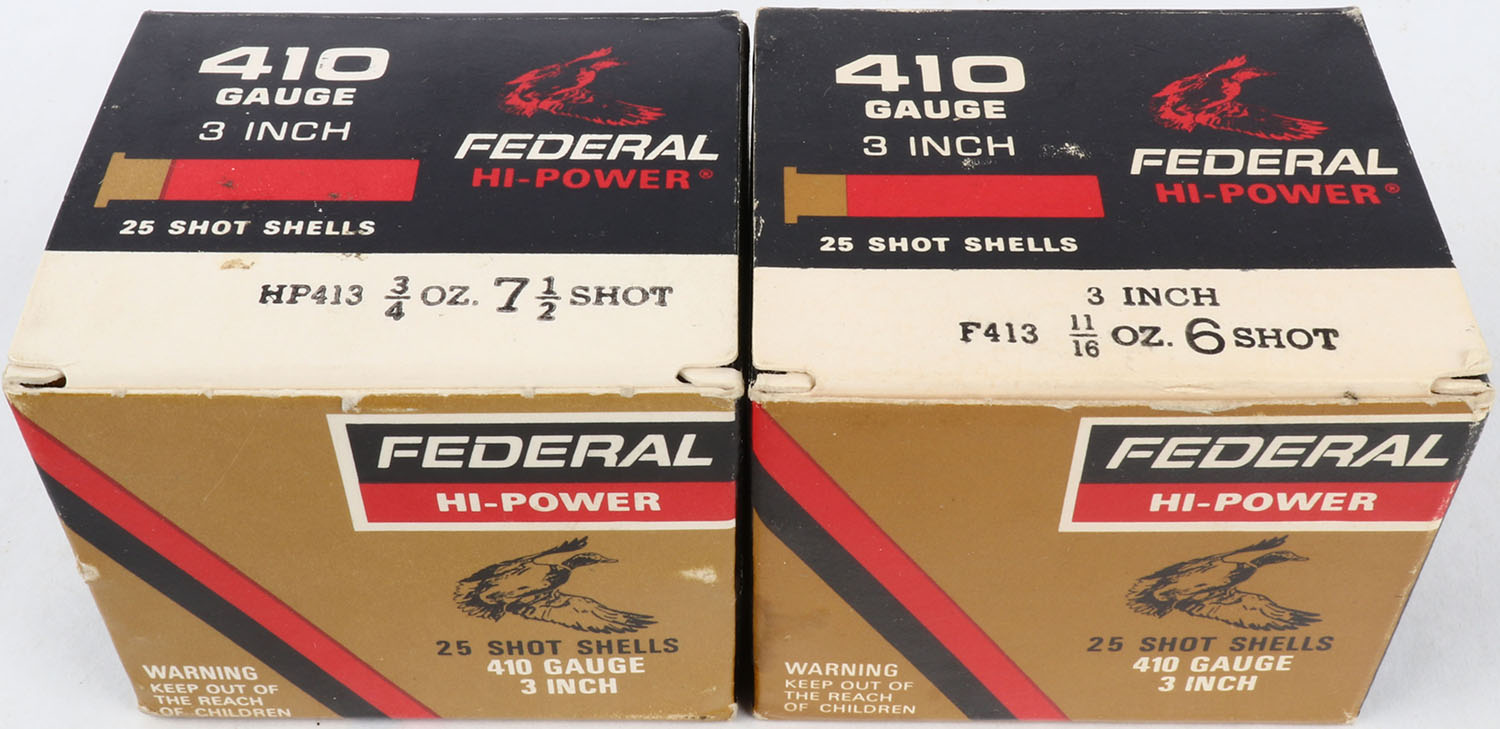 410
GAUGE
3 INCH
25 SHOT SHELLS
FEDERAL
HI-POWER®
HP413 3/4 OZ. 7 1/2 SHOT
FEDERAL
HI-POWER
25 SHOT SHELLS
410 GAUGE
3 INCH
WARNING
KEEP OUT OF
THE REACH
OF CHILDREN
410
GAUGE
3 INCH
25 SHOT SHELLS
FEDERAL
HI-POWER®
3 INCH
F413 11/16 OZ. 6 SHOT
FEDERAL
HI-POWER
25 SHOT SHELLS
410 GAUGE
3 INCH
WARNING
KEEP OUT OF
THE REACH
OF CHILDREN